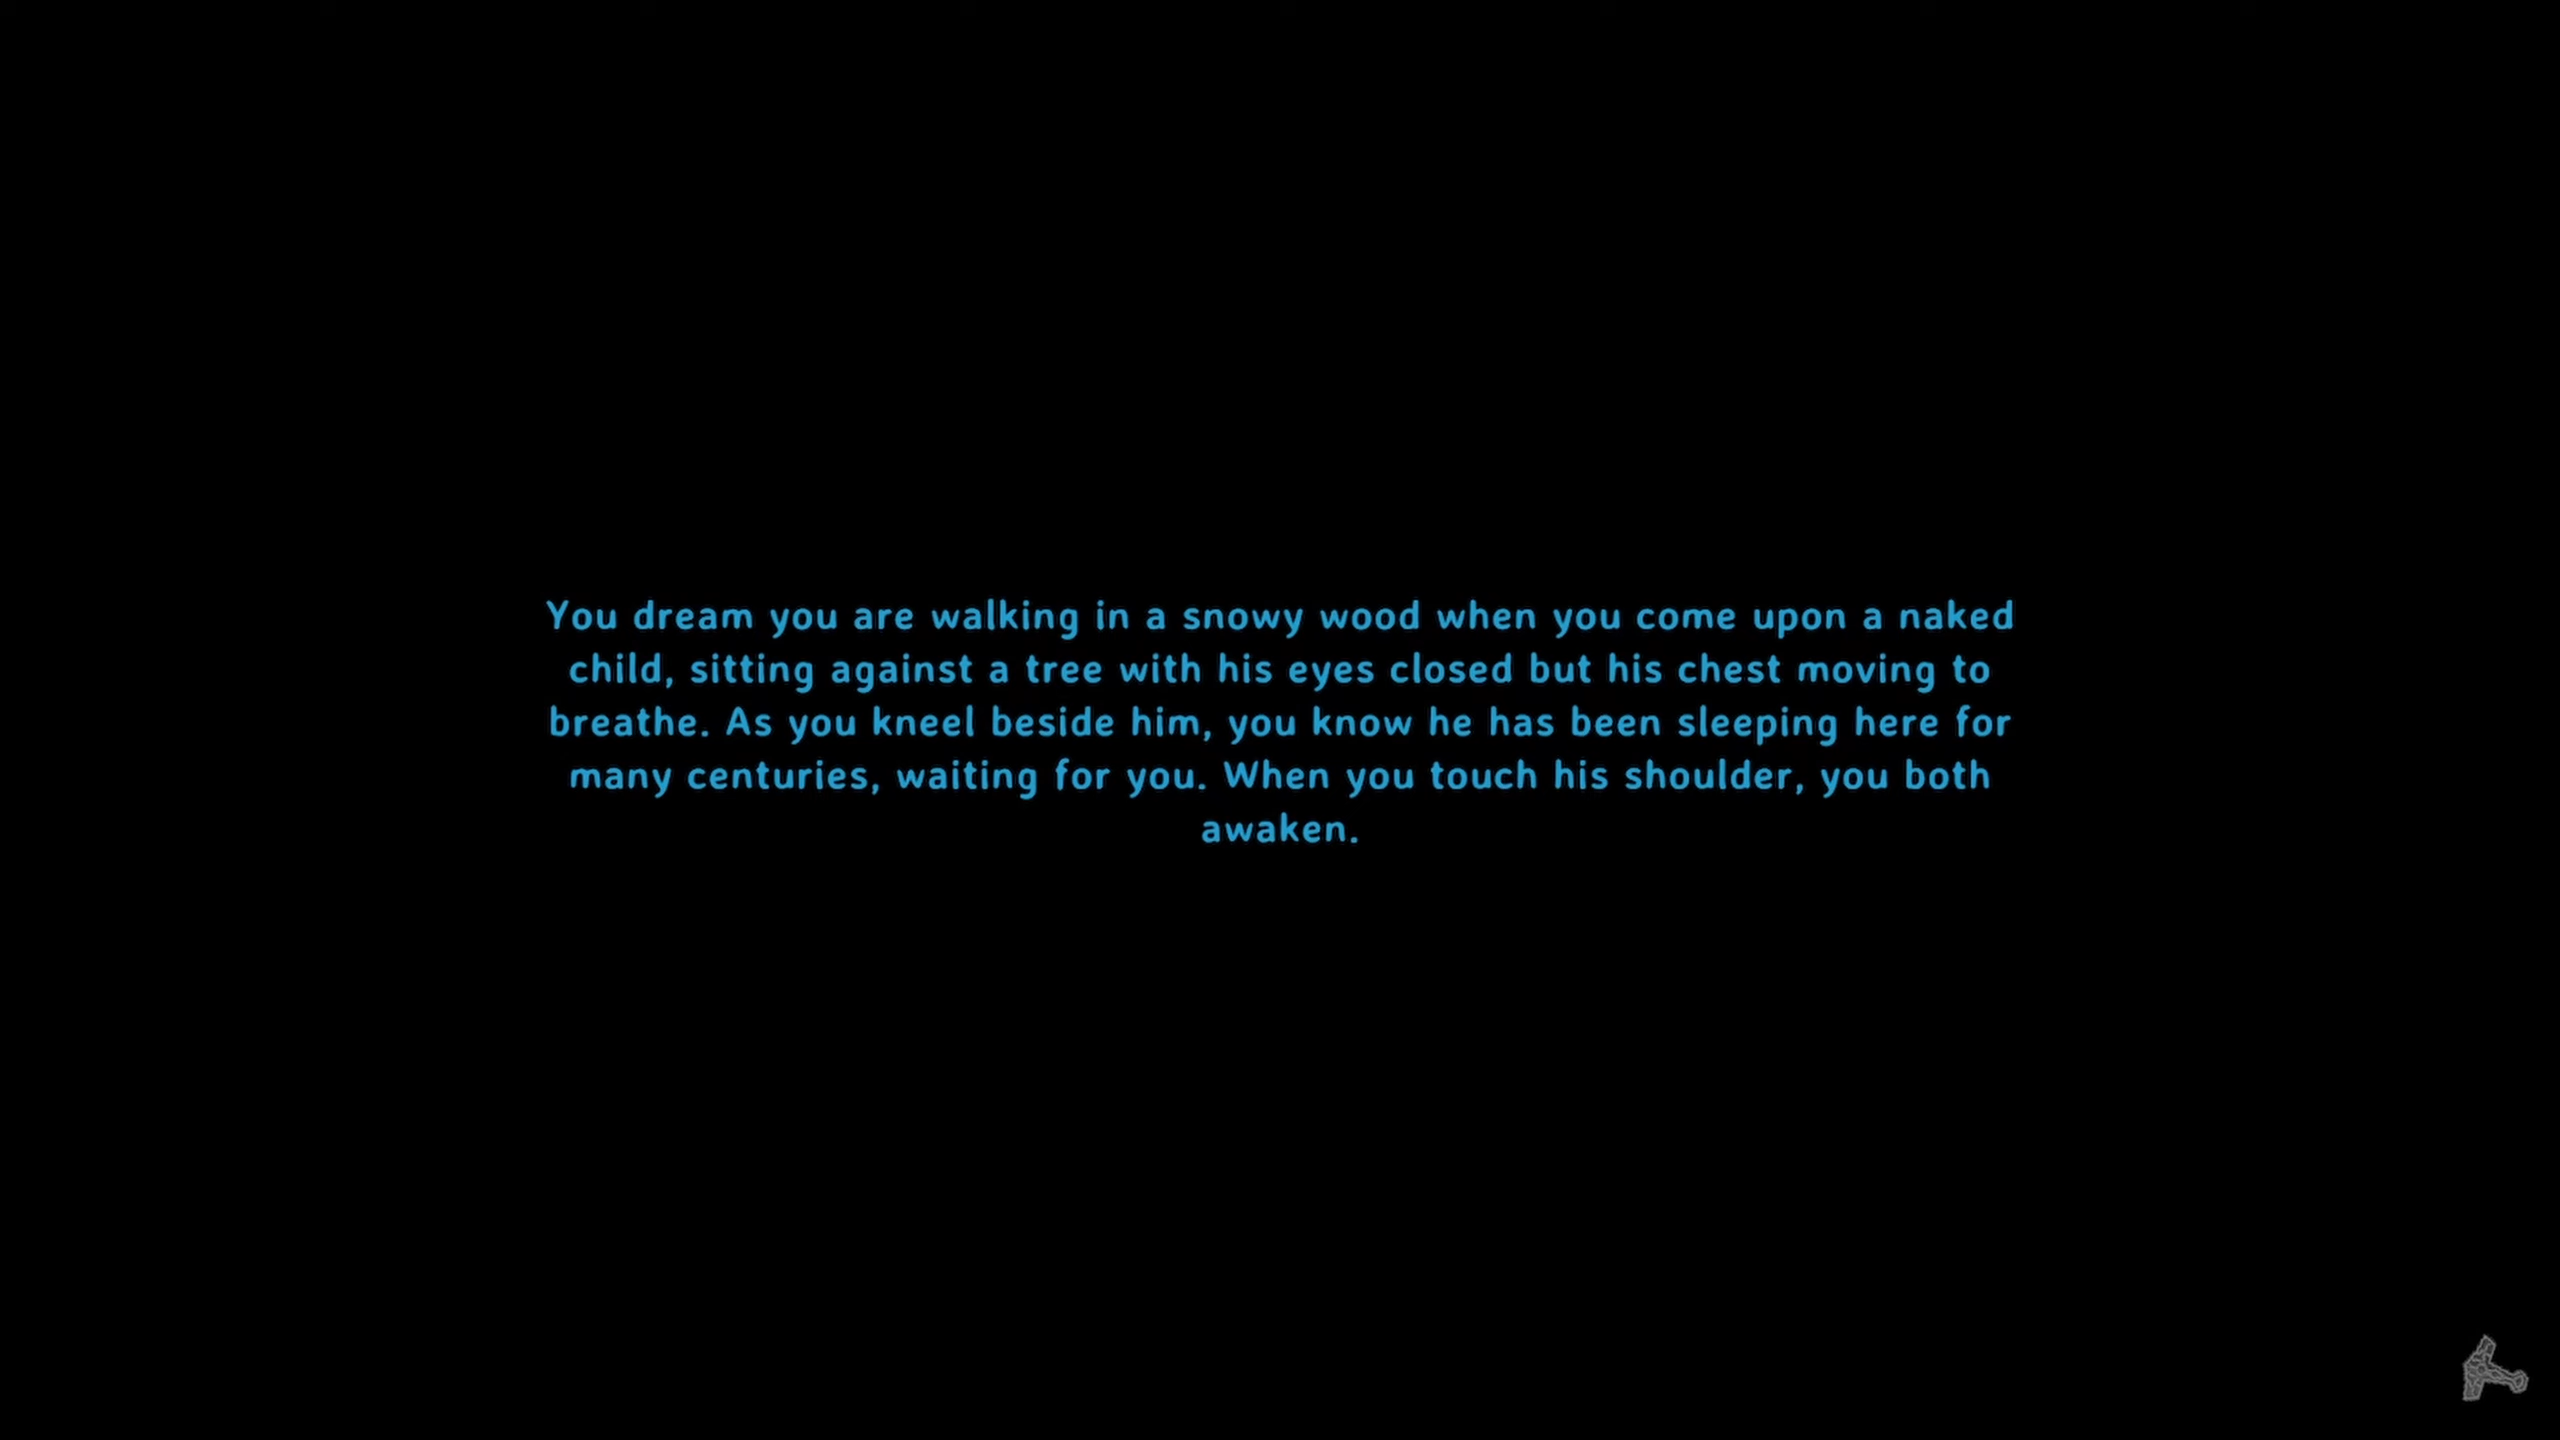 You dream you are walking in a snowy wood when you come upon a naked
child, sitting against a tree with his eyes closed but his chest moving to
breathe. As you kneel beside him, you know he has been sleeping here for
many centuries, waiting for you. When you touch his shoulder, you both
awaken.